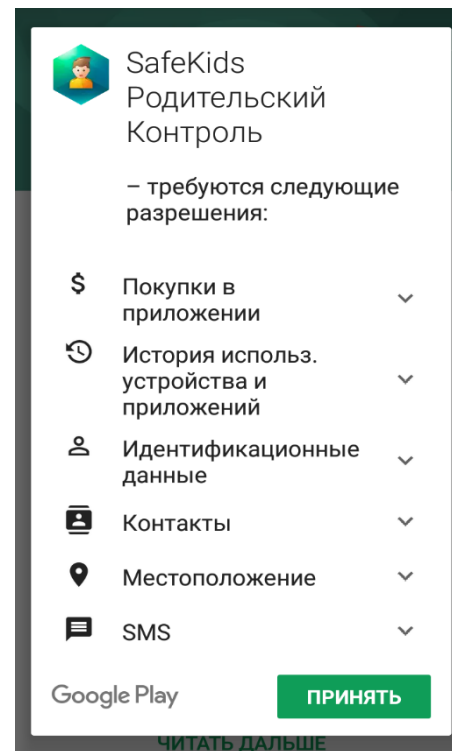 SafeKids
Родительский
Контроль
– требуются следующие
разрешения:
$ Покупки в
приложении
История использ.
устройства и
приложений
Идентификационные
данные
Контакты
Местоположение
SMS
Google Play
ПРИНЯТЬ
ЧИТАТЬ ДАЛЬШЕ